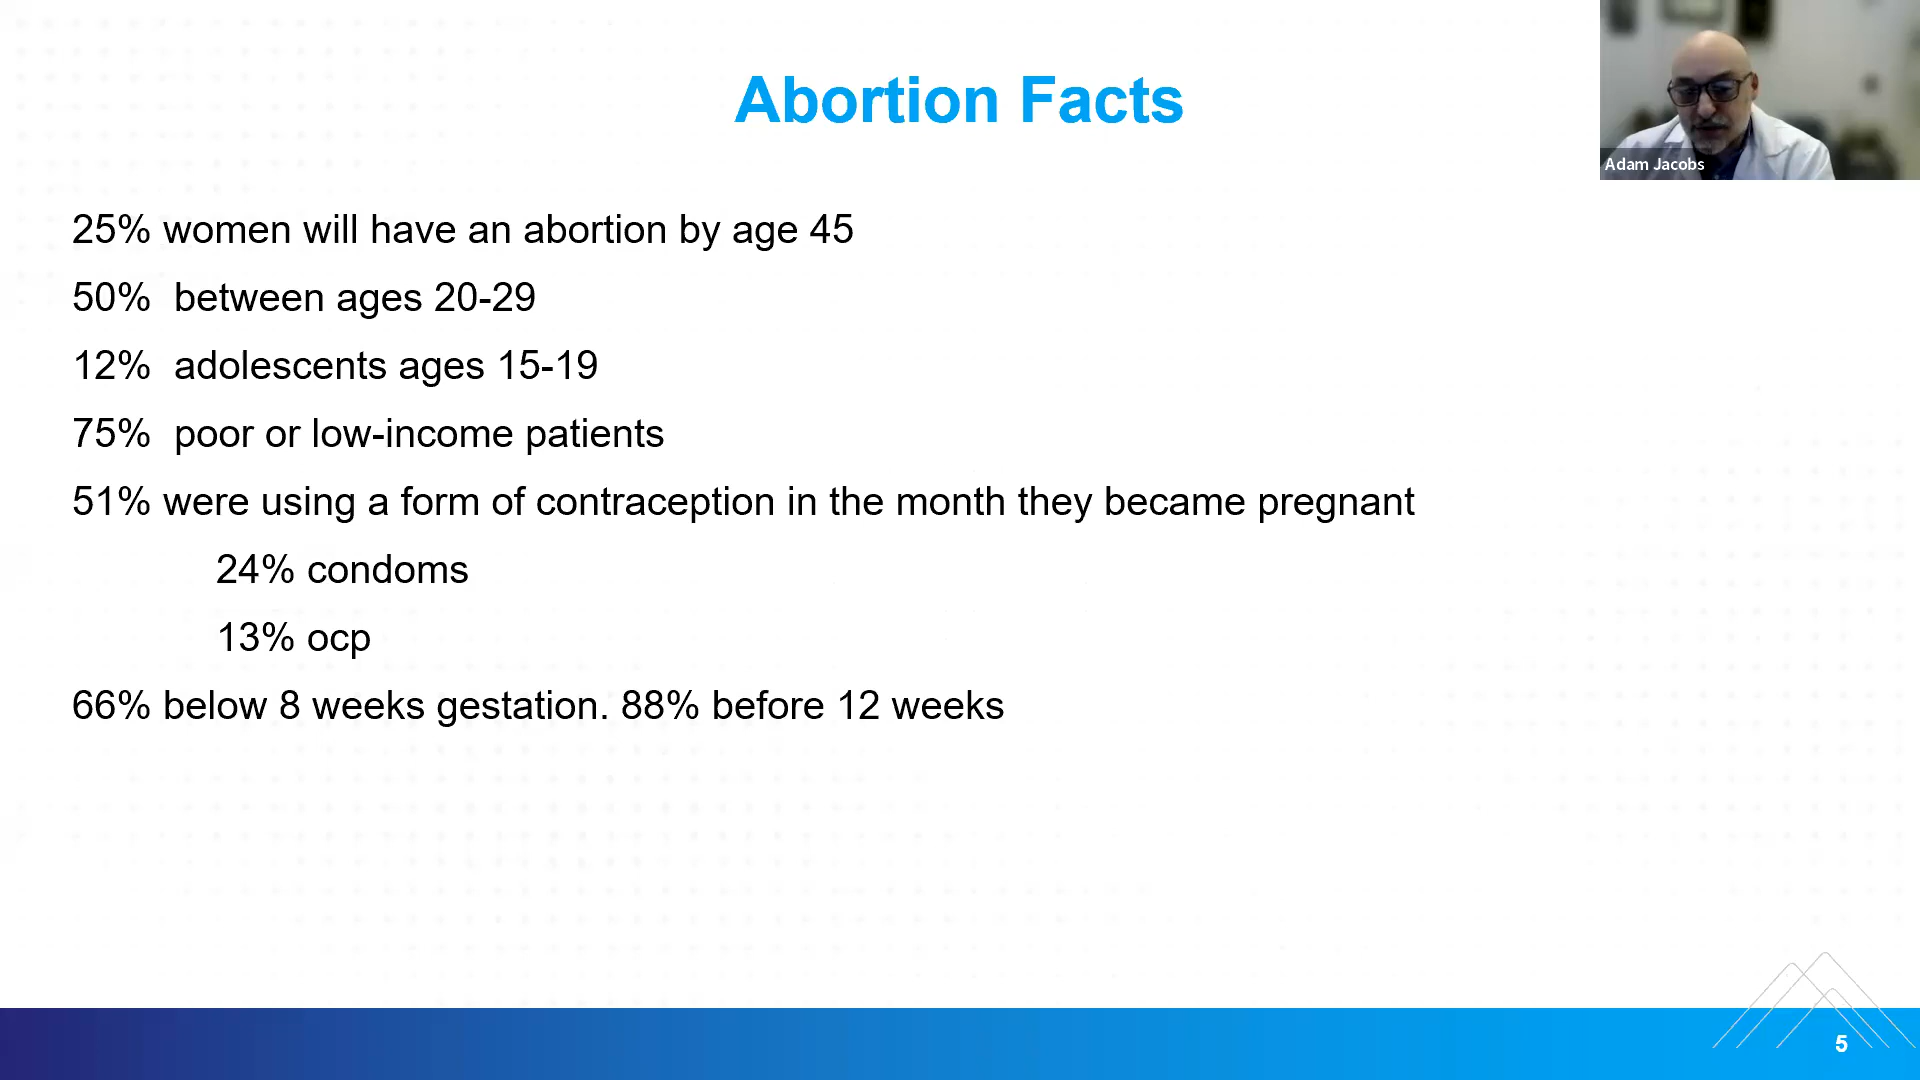 Abortion Facts
Adam Jacobs
25% women will have an abortion by age 45
50%  between ages 20-29
12%  adolescents ages 15-19
75%  poor or low-income patients
51% were using a form of contraception in the month they became pregnant
24% condoms
13% ocp
66% below 8 weeks gestation. 88% before 12 weeks
5